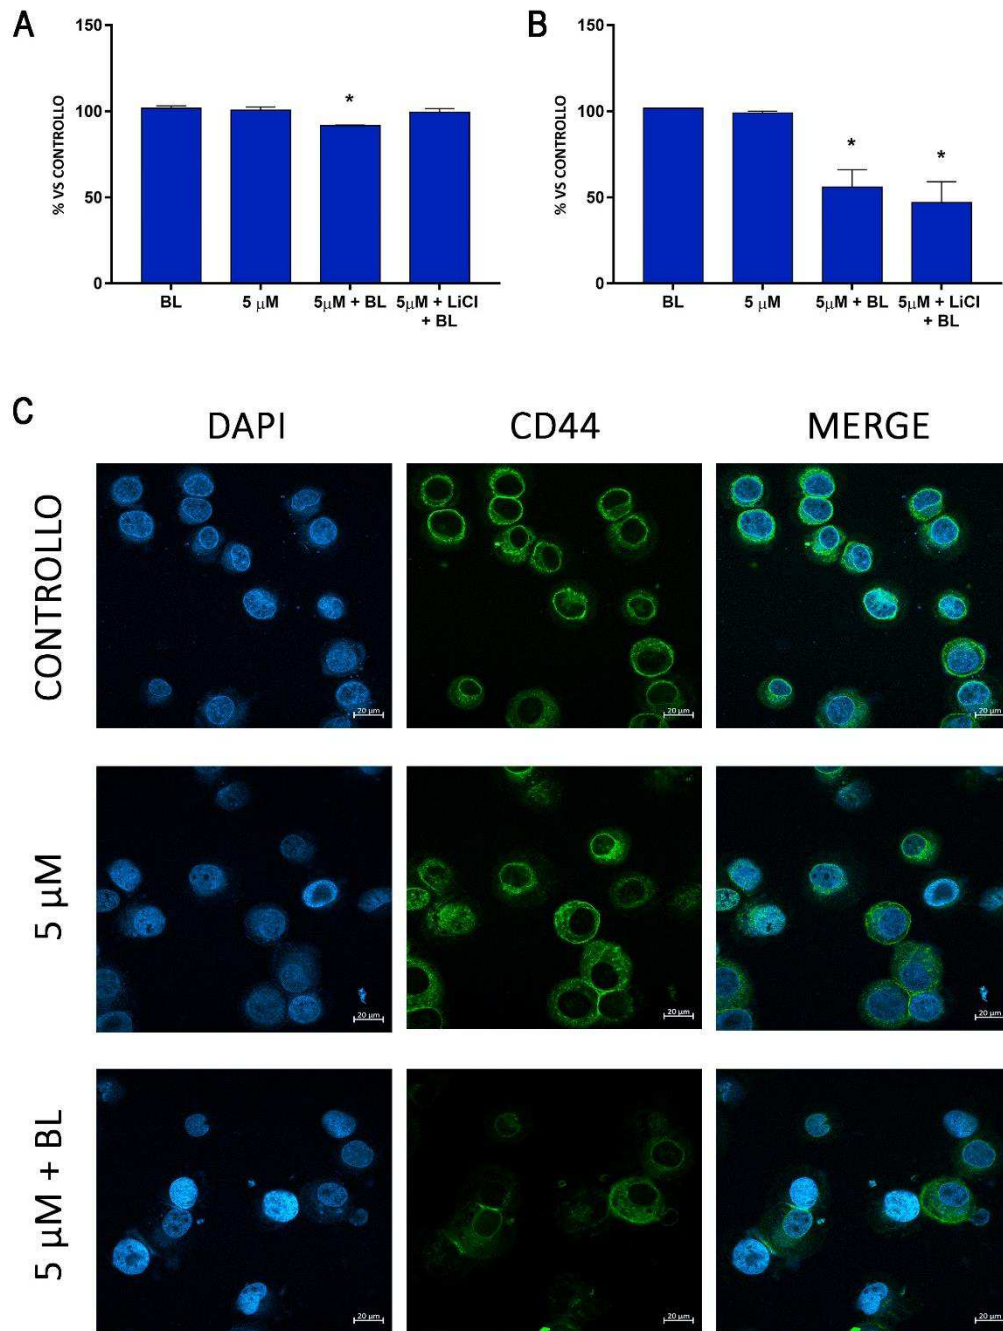 A
150
100
50
0
% VS CONTROLLO
*
BL
5 μM
5μM + BL
5μM + LiCl
+ BL
B
150
100
50
0
% VS CONTROLLO
*
*
BL
5 μM
5μM + BL
5μM + LiCl
+ BL
C
DAPI
CD44
MERGE
CONTROLLO
20 μm
20 μm
20 μm
5 μM
20 μm
20 μm
20 μm
5 μM + BL
20 μm
20 μm
20 μm